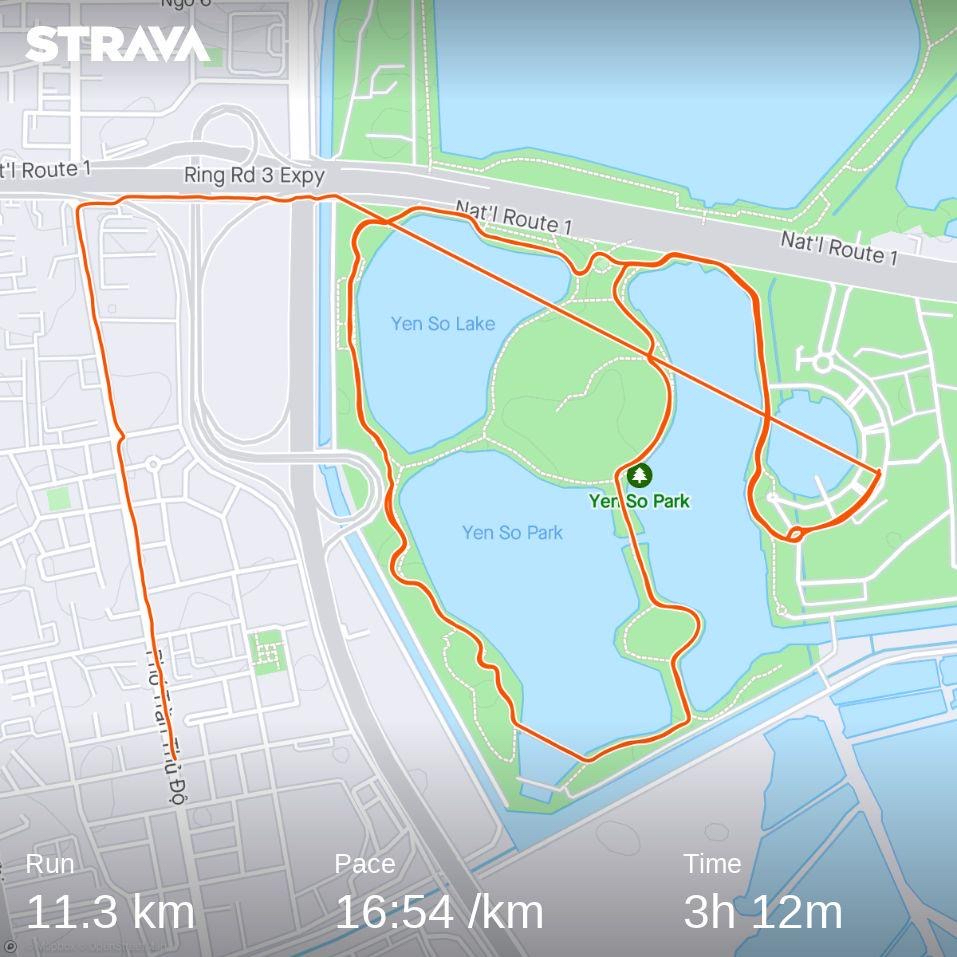 Ngõ 6
STRAVA
t'l Route 1
Ring Rd 3 Expy
Nat'l Route 1
Nat'l Route 1
Yen So Lake
Yen So Park
Yen So Park
Phố Trần Thủ Độ
Run
Pace
Time
11.3 km
16:54 /km
3h 12m
© Mapbox © OpenStreetMap